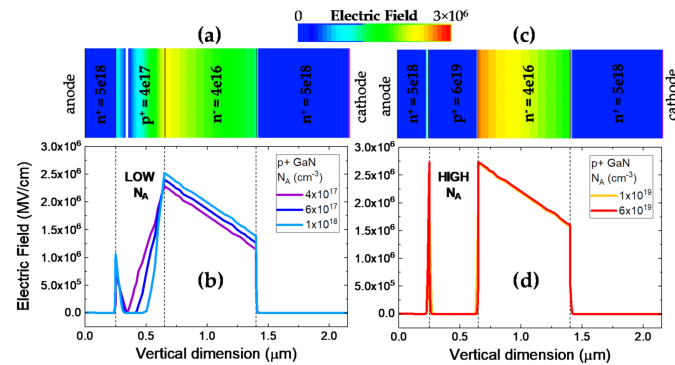 (a)
0
Electric Field
3×10⁶
(c)
anode
n⁺ = 5e18
p⁺ = 4e17
n⁻ = 4e16
n⁺ = 5e18
cathode
anode
n⁺ = 5e18
p⁺ = 6e19
n⁻ = 4e16
n⁺ = 5e18
cathode
Electric Field (MV/cm)
3.0x10⁶
2.5x10⁶
2.0x10⁶
1.5x10⁶
1.0x10⁶
5.0x10⁵
0.0
LOW
N_A
p+ GaN
N_A (cm⁻³)
4x10¹⁷
6x10¹⁷
1x10¹⁸
(b)
0.0 0.5 1.0 1.5 2.0
Vertical dimension (μm)
3.0x10⁶
2.5x10⁶
2.0x10⁶
1.5x10⁶
1.0x10⁶
5.0x10⁵
0.0
HIGH
N_A
p+ GaN
N_A (cm⁻³)
1x10¹⁹
6x10¹⁹
(d)
0.0 0.5 1.0 1.5 2.0
Vertical dimension (μm)